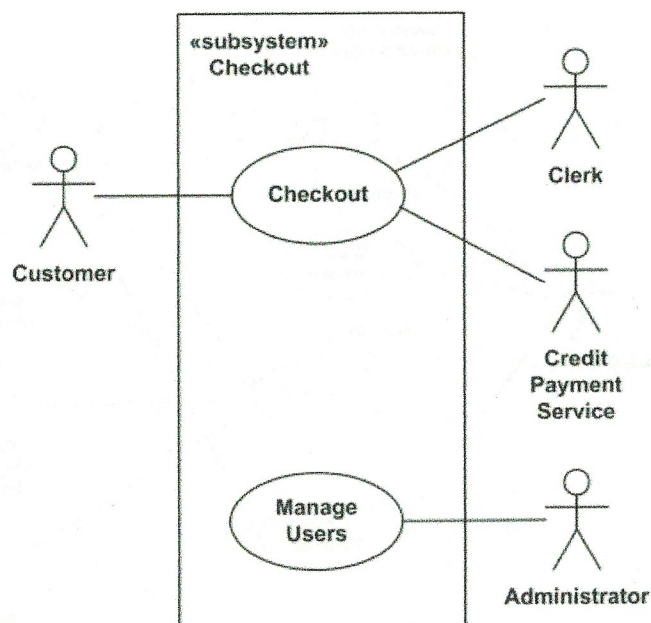 «subsystem»
Checkout
Checkout
Clerk
Customer
Credit
Payment
Service
Manage
Users
Administrator